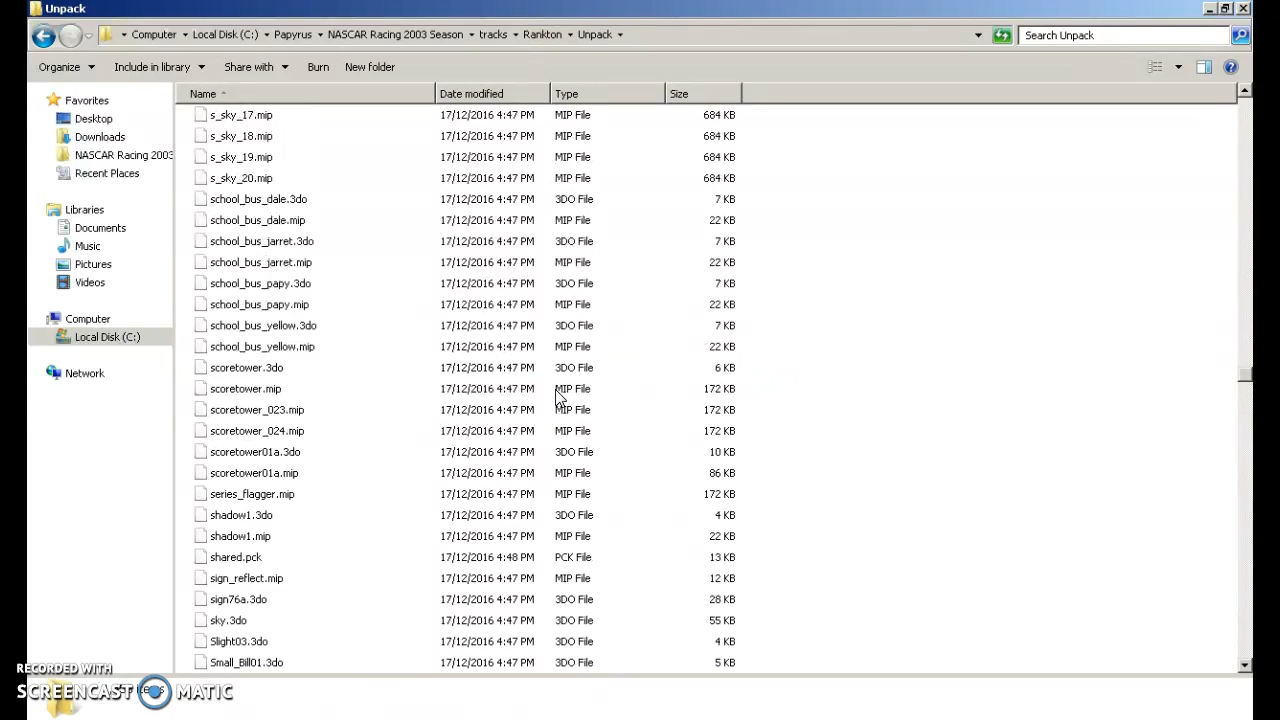 Unpack
Computer Local Disk (C:) Papyrus NASCAR Racing 2003 Season tracks Rankton Unpack Search Unpack
Organize Include in library Share with Burn New folder
Name Date modified Type Size
Favorites
Desktop
Downloads
NASCAR Racing 2003
Recent Places
Libraries
Documents
Music
Pictures
Videos
Computer
Local Disk (C:)
Network
s_sky_17.mip 17/12/2016 4:47 PM MIP File 684 KB
s_sky_18.mip 17/12/2016 4:47 PM MIP File 684 KB
s_sky_19.mip 17/12/2016 4:47 PM MIP File 684 KB
s_sky_20.mip 17/12/2016 4:47 PM MIP File 684 KB
school_bus_dale.3do 17/12/2016 4:47 PM 3DO File 7 KB
school_bus_dale.mip 17/12/2016 4:47 PM MIP File 22 KB
school_bus_jarret.3do 17/12/2016 4:47 PM 3DO File 7 KB
school_bus_jarret.mip 17/12/2016 4:47 PM MIP File 22 KB
school_bus_papy.3do 17/12/2016 4:47 PM 3DO File 7 KB
school_bus_papy.mip 17/12/2016 4:47 PM MIP File 22 KB
school_bus_yellow.3do 17/12/2016 4:47 PM 3DO File 7 KB
school_bus_yellow.mip 17/12/2016 4:47 PM MIP File 22 KB
scoretower.3do 17/12/2016 4:47 PM 3DO File 6 KB
scoretower.mip 17/12/2016 4:47 PM MIP File 172 KB
scoretower_023.mip 17/12/2016 4:47 PM MIP File 172 KB
scoretower_024.mip 17/12/2016 4:47 PM MIP File 172 KB
scoretower01a.3do 17/12/2016 4:47 PM 3DO File 10 KB
scoretower01a.mip 17/12/2016 4:47 PM MIP File 86 KB
series_flagger.mip 17/12/2016 4:47 PM MIP File 172 KB
shadow1.3do 17/12/2016 4:47 PM 3DO File 4 KB
shadow1.mip 17/12/2016 4:47 PM MIP File 22 KB
shared.pck 17/12/2016 4:48 PM PCK File 13 KB
sign_reflect.mip 17/12/2016 4:47 PM MIP File 12 KB
sign76a.3do 17/12/2016 4:47 PM 3DO File 28 KB
sky.3do 17/12/2016 4:47 PM 3DO File 55 KB
Slight03.3do 17/12/2016 4:47 PM 3DO File 4 KB
Small_Bill01.3do 17/12/2016 4:47 PM 3DO File 5 KB
RECORDED WITH
SCREENCAST MATIC